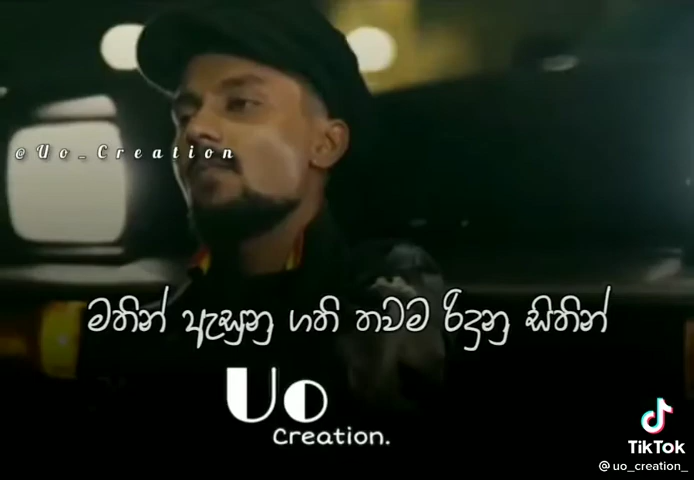 @Uo_Creation
මතින් ඇසුනු ගති තවම රිදුනු සිතින්
Uo
Creation.
TikTok
@uo_creation_